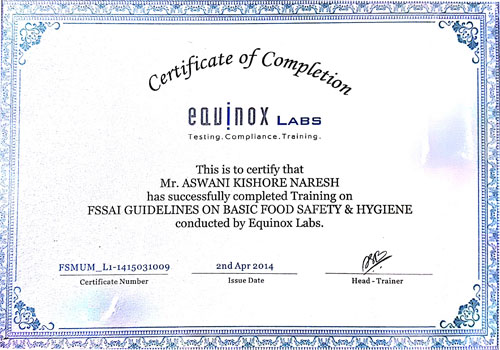 Certificate of Completion
equinox LABS
Testing.Compliance.Training.
This is to certify that
Mr. ASWANI KISHORE NARESH
has successfully completed Training on
FSSAI GUIDELINES ON BASIC FOOD SAFETY & HYGIENE
conducted by Equinox Labs.
FSMUM_L1-1415031009 2nd Apr 2014
Certificate Number Issue Date Head - Trainer